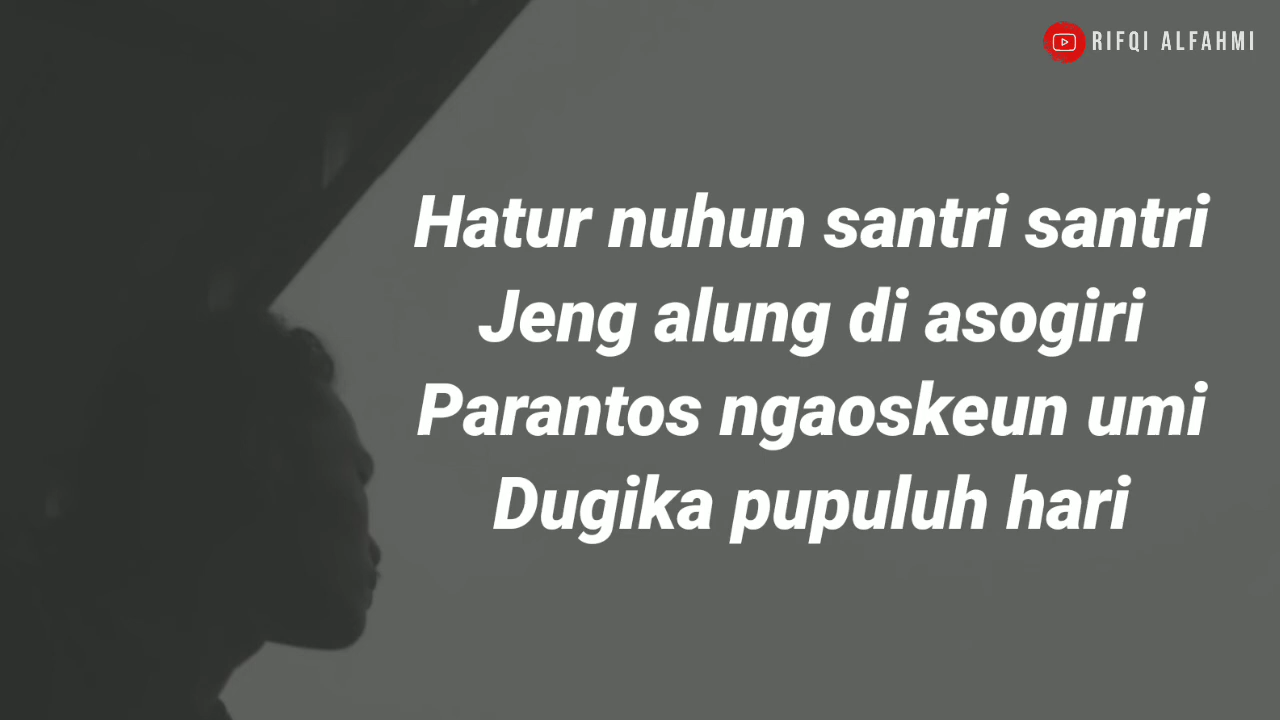 RIFQI ALFAHMI
Hatur nuhun santri santri
Jeng alung di asogiri
Parantos ngaoskeun umi
Dugika pupuluh hari